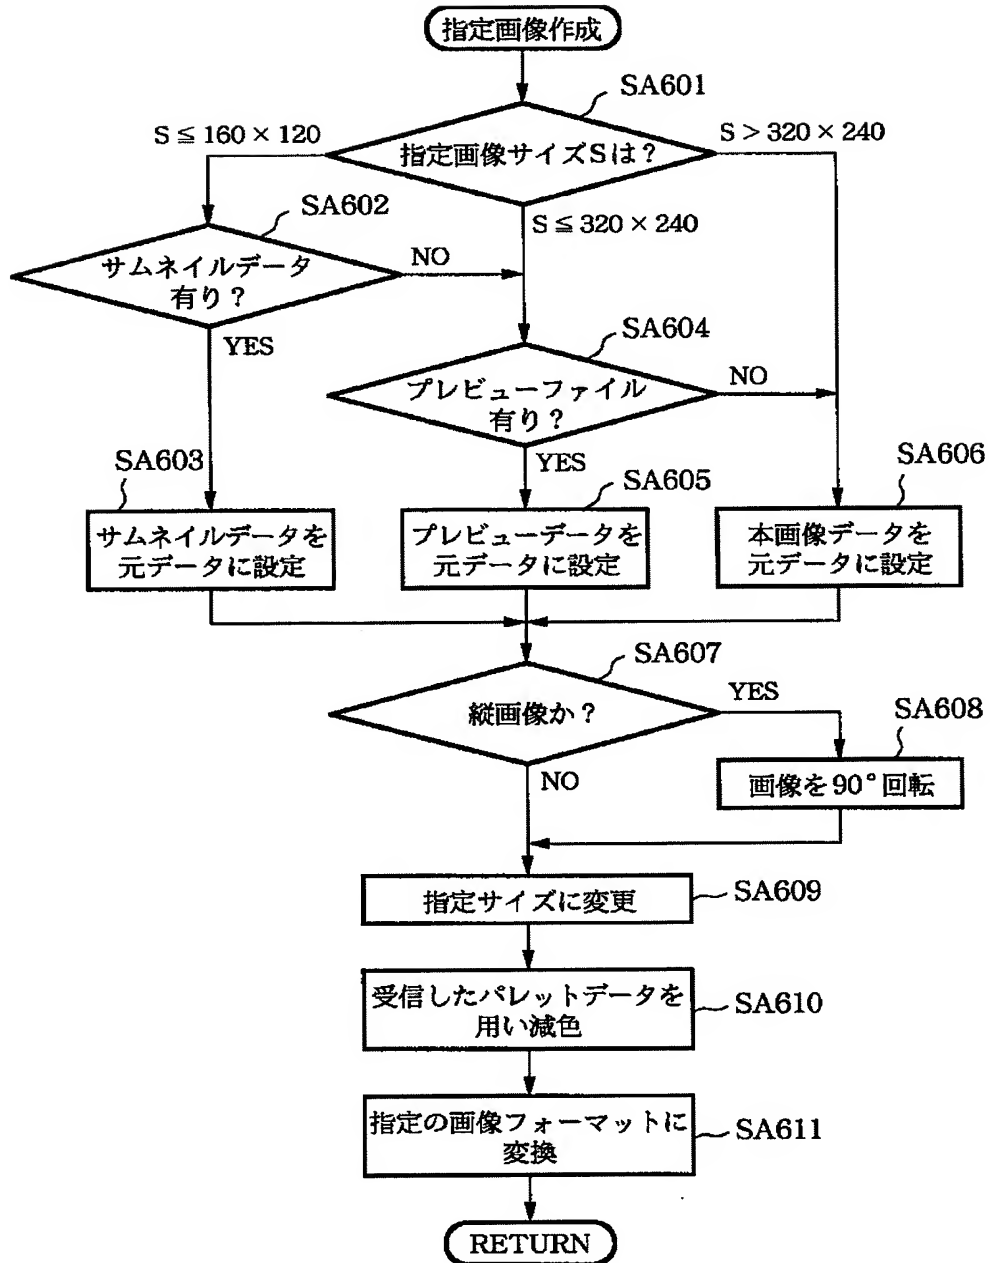 指定画像作成
SA601
S ≦ 160 × 120
S > 320 × 240
指定画像サイズSは？
SA602
S ≦ 320 × 240
サムネイルデータ
有り？
NO
YES
SA604
プレビューファイル
有り？
NO
YES
SA603
SA605
SA606
サムネイルデータを
元データに設定
プレビューデータを
元データに設定
本画像データを
元データに設定
SA607
縦画像か？
YES
NO
SA608
画像を90°回転
指定サイズに変更
SA609
受信したパレットデータを
用い減色
SA610
指定の画像フォーマットに
変換
SA611
RETURN